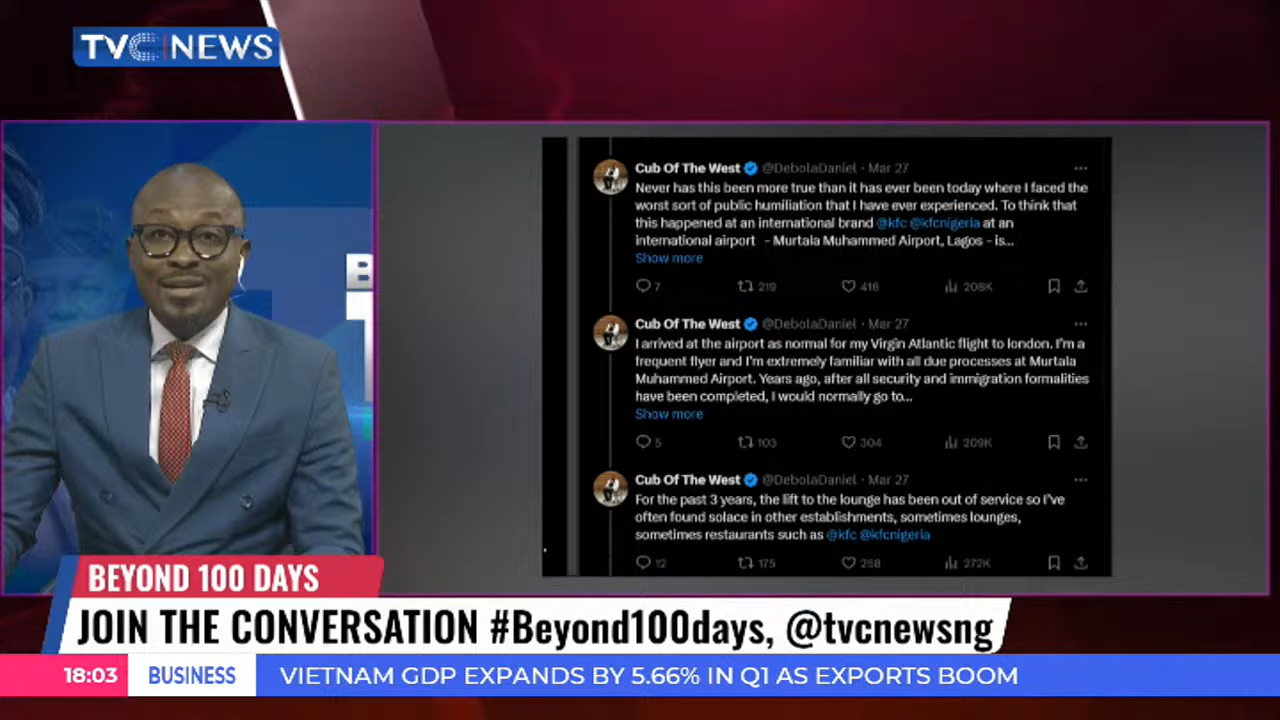 TVC NEWS
B
T
Cub Of The West @DebolaDaniel · Mar 27
Never has this been more true than it has ever been today where I faced the
worst sort of public humiliation that I have ever experienced. To think that
this happened at an international brand @kfc @kfcnigeria at an
international airport - Murtala Muhammed Airport, Lagos - is...
Show more
7 219 416 208K
Cub Of The West @DebolaDaniel · Mar 27
I arrived at the airport as normal for my Virgin Atlantic flight to london. I'm a
frequent flyer and I'm extremely familiar with all due processes at Murtala
Muhammed Airport. Years ago, after all security and immigration formalities
have been completed, I would normally go to...
Show more
5 103 304 209K
Cub Of The West @DebolaDaniel · Mar 27
For the past 3 years, the lift to the lounge has been out of service so I've
often found solace in other establishments, sometimes lounges,
sometimes restaurants such as @kfc @kfcnigeria
12 175 268 272K
BEYOND 100 DAYS
JOIN THE CONVERSATION #Beyond100days, @tvcnewsng
18:03 BUSINESS VIETNAM GDP EXPANDS BY 5.66% IN Q1 AS EXPORTS BOOM